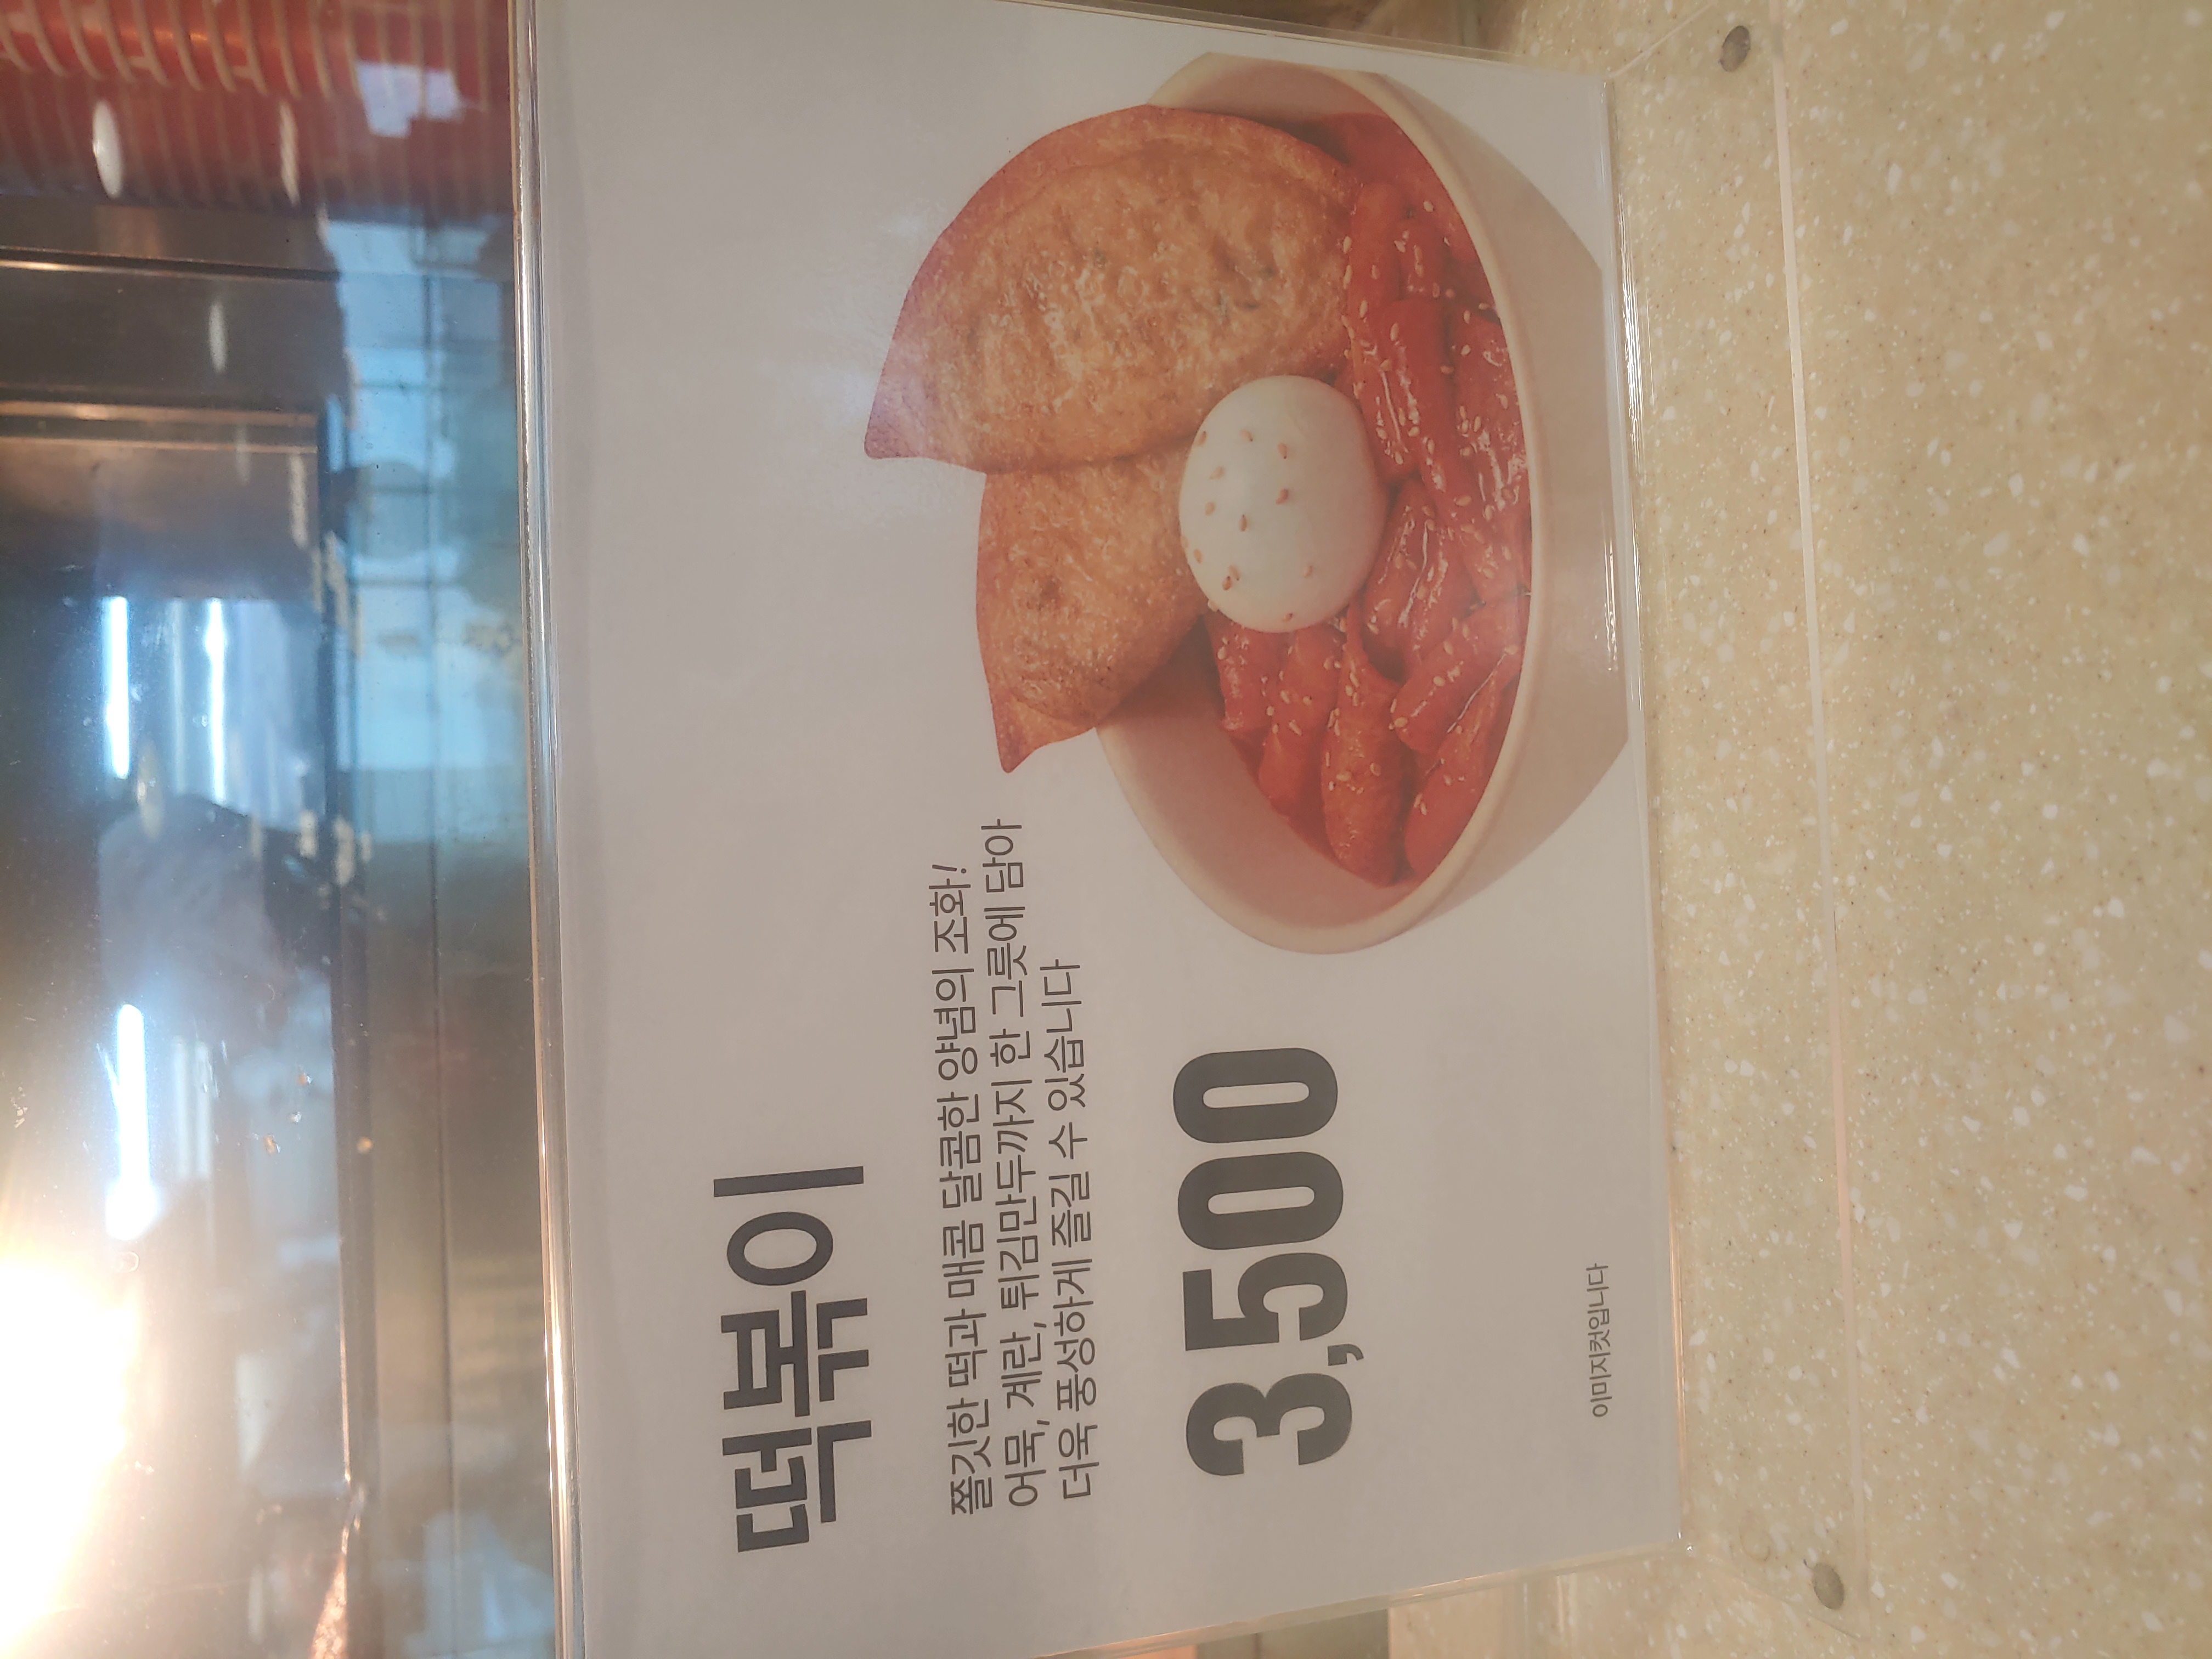 떡볶이
쫄깃한 떡과 매콤 달콤한 양념의 조화!
어묵, 계란, 튀김만두까지 한 그릇에 담아
더욱 풍성하게 즐길 수 있습니다
3,500
이미지컷입니다